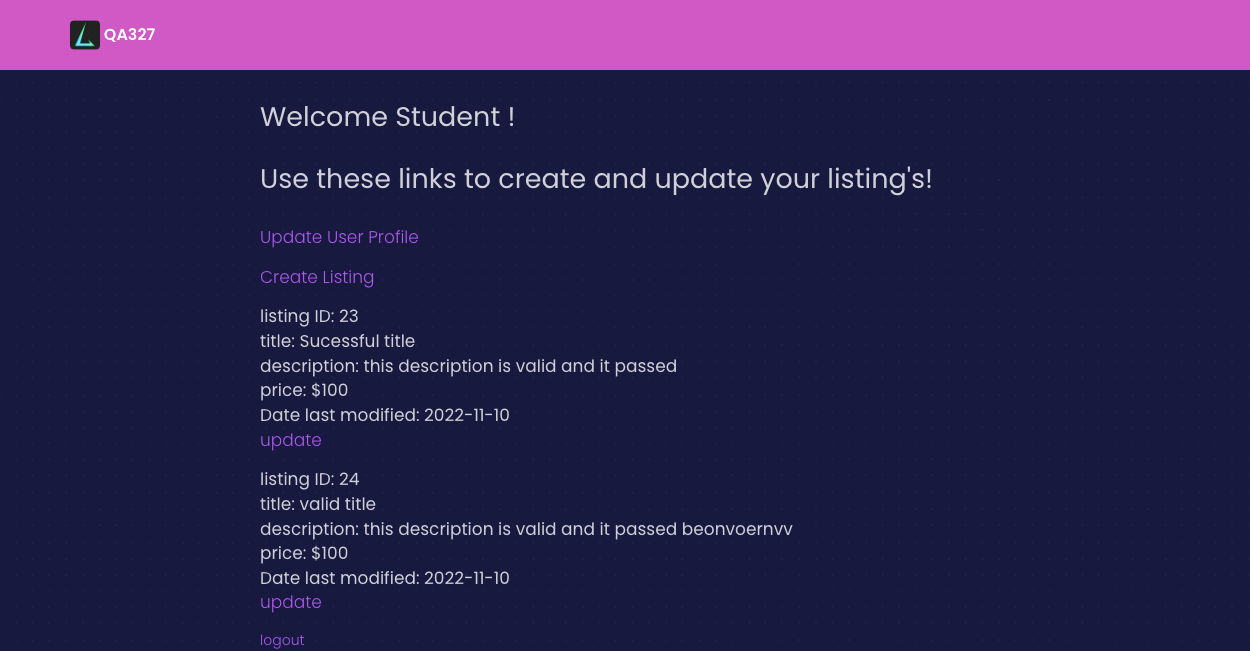 QA327
Welcome Student !
Use these links to create and update your listing's!
Update User Profile
Create Listing
listing ID: 23
title: Sucessful title
description: this description is valid and it passed
price: $100
Date last modified: 2022-11-10
update
listing ID: 24
title: valid title
description: this description is valid and it passed beonvoernvv
price: $100
Date last modified: 2022-11-10
update
logout